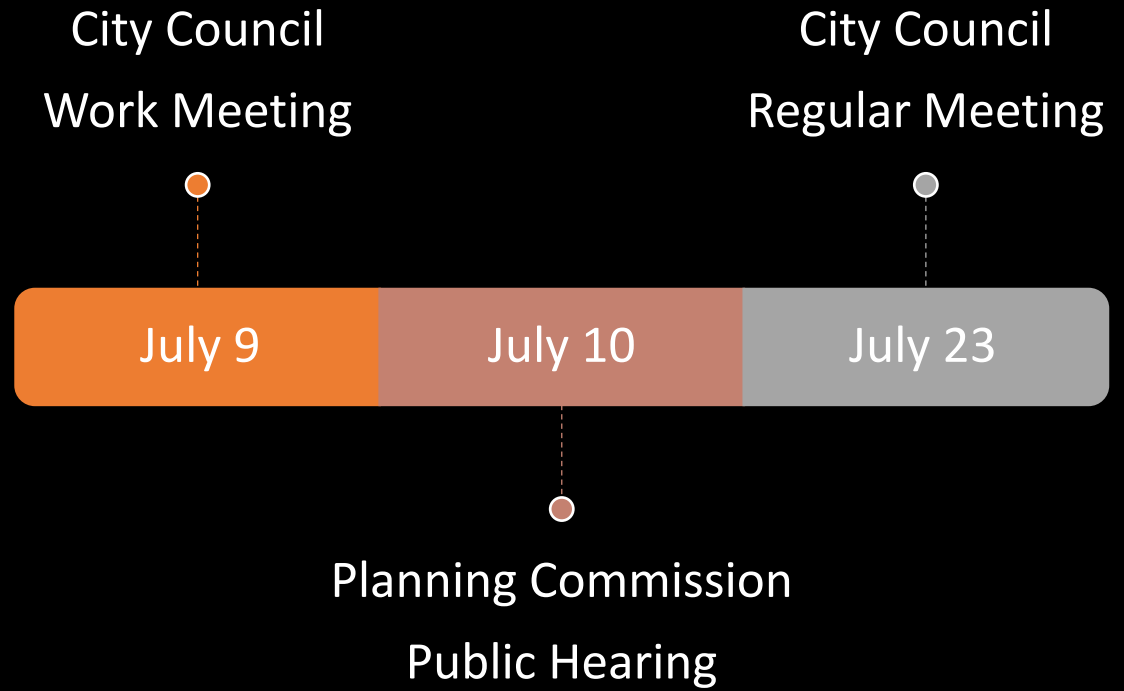 City Council
Work Meeting
City Council
Regular Meeting
July 9
July 10
July 23
Planning Commission
Public Hearing